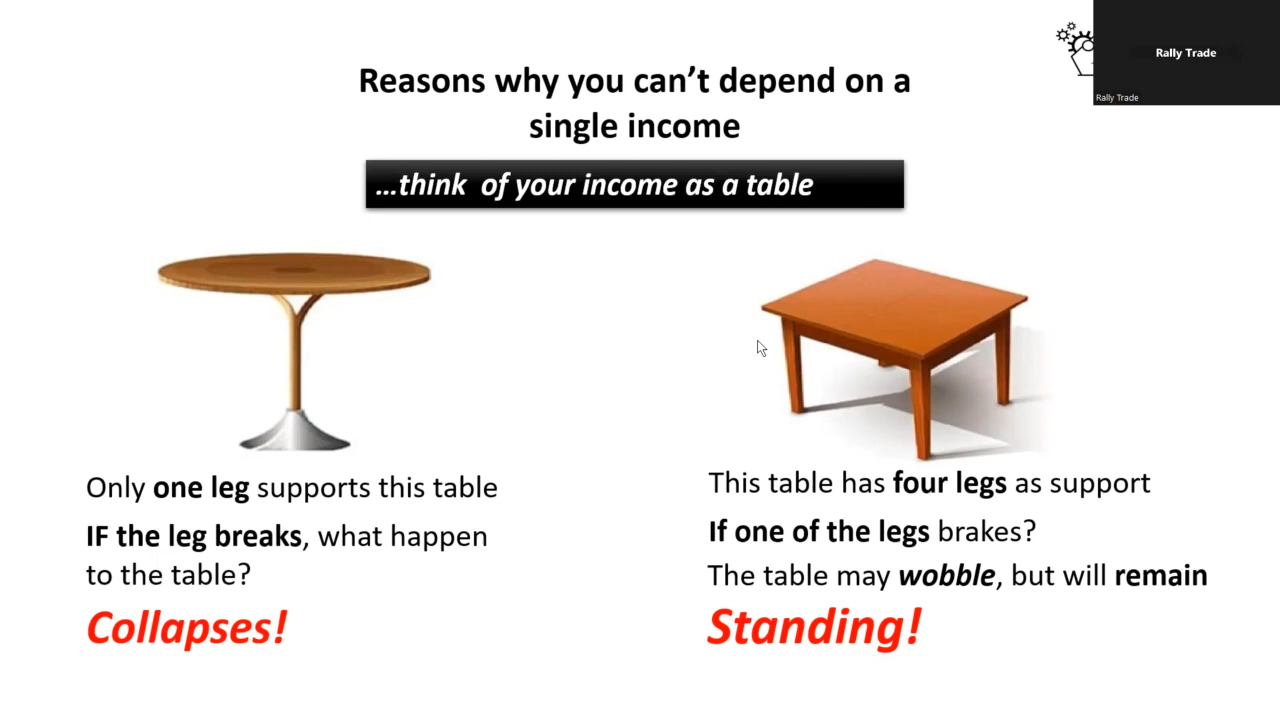 Rally Trade
Rally Trade
Reasons why you can’t depend on a
single income
...think of your income as a table
Only one leg supports this table
IF the leg breaks, what happen
to the table?
Collapses!
This table has four legs as support
If one of the legs brakes?
The table may wobble, but will remain
Standing!